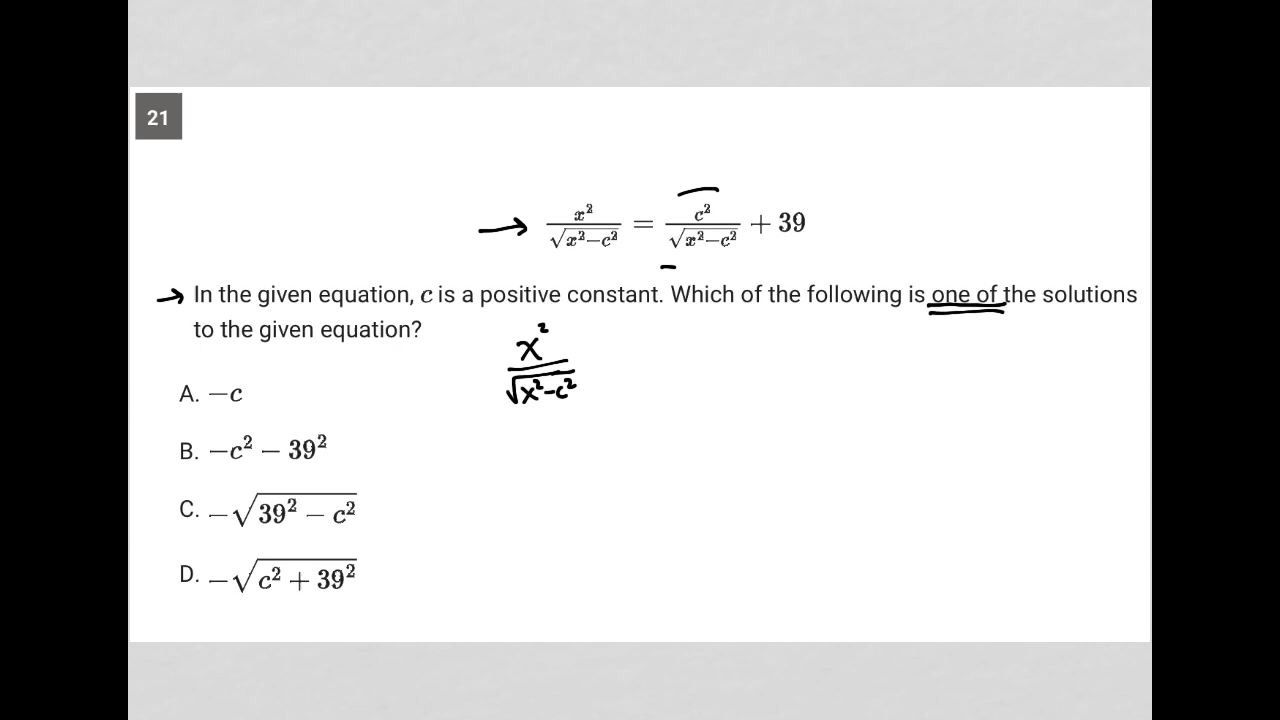 21
x²/√(x²−c²) = c²/√(x²−c²) + 39
In the given equation, c is a positive constant. Which of the following is one of the solutions
to the given equation?
x²/√(x²−c²)
A. −c
B. −c² − 39²
C. −√(39² − c²)
D. −√(c² + 39²)